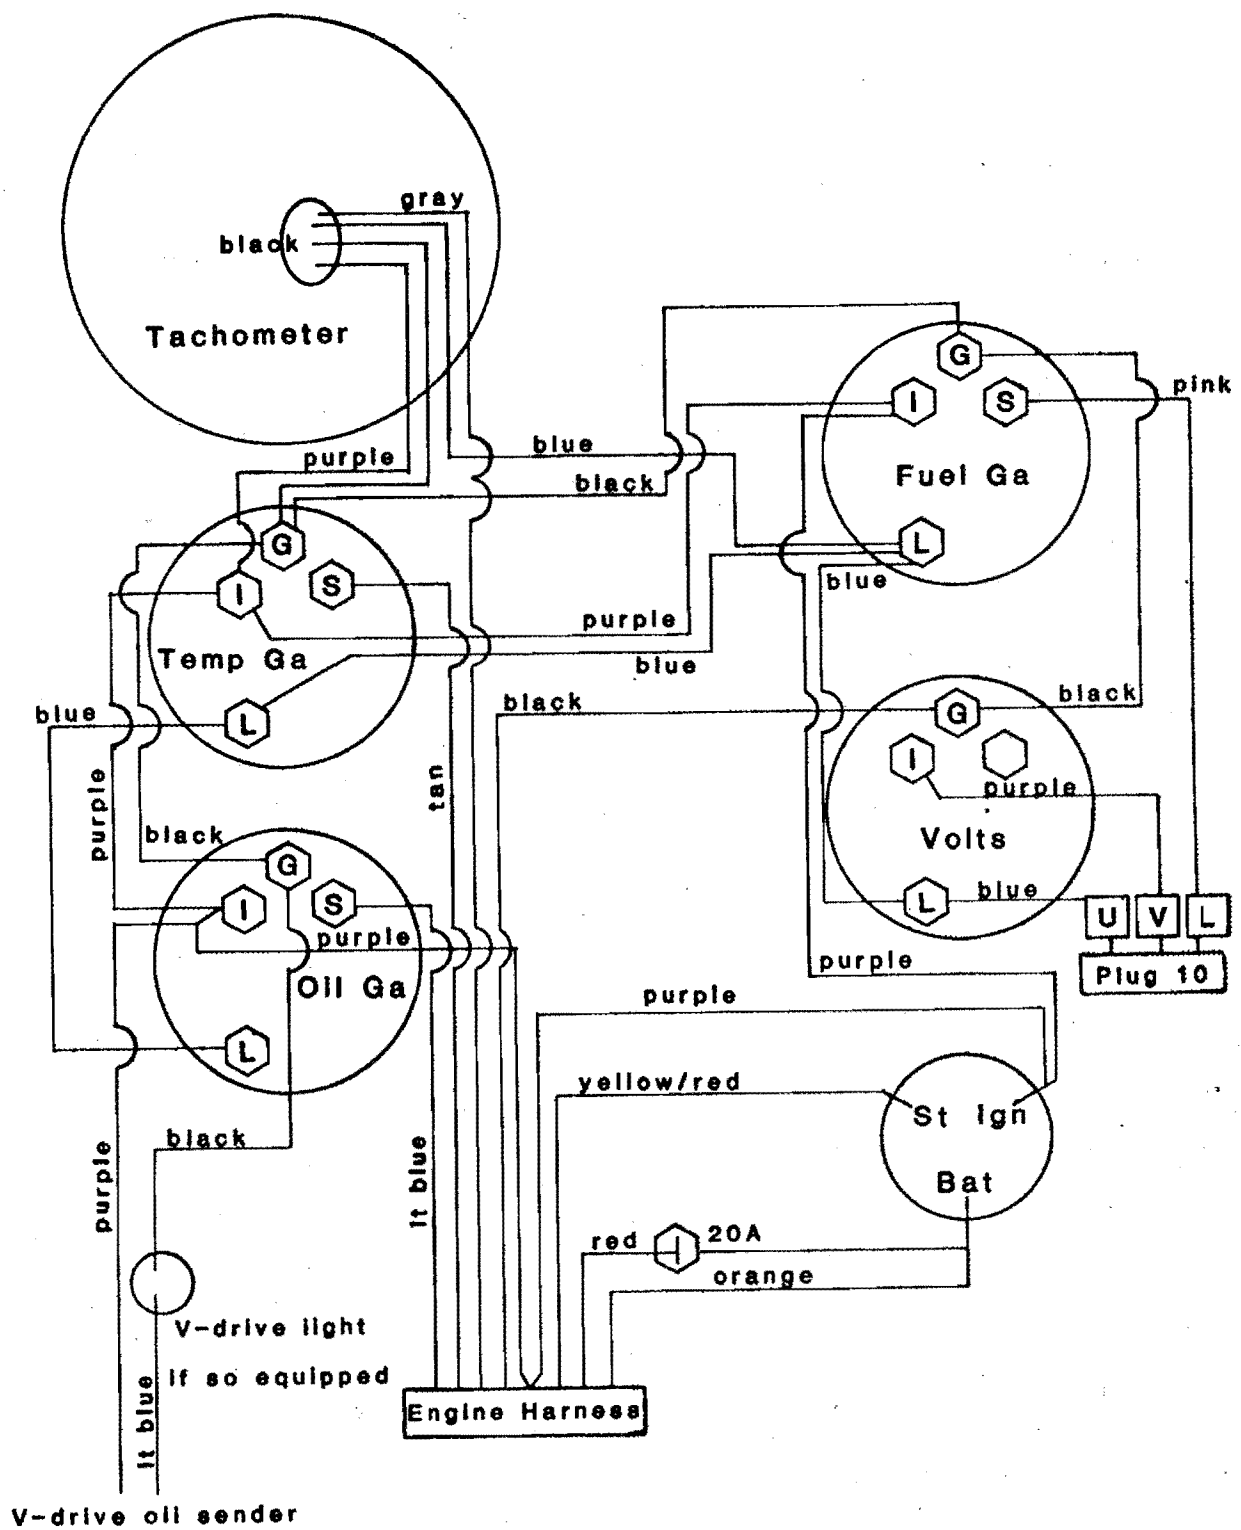 gray
black
Tachometer
G
pink
I
S
purple
blue
black
Fuel Ga
G
L
I
S
blue
purple
Temp Ga
blue
L
blue
black
G
black
I
purple
tan
purple
Volts
black
G
L
blue
U
V
L
I
S
purple
purple
Plug 10
Oil Ga
purple
L
yellow/red
St
Ign
black
purple
lt blue
Bat
red
20A
orange
V-drive light
if so equipped
lt blue
Engine Harness
V-drive oil sender